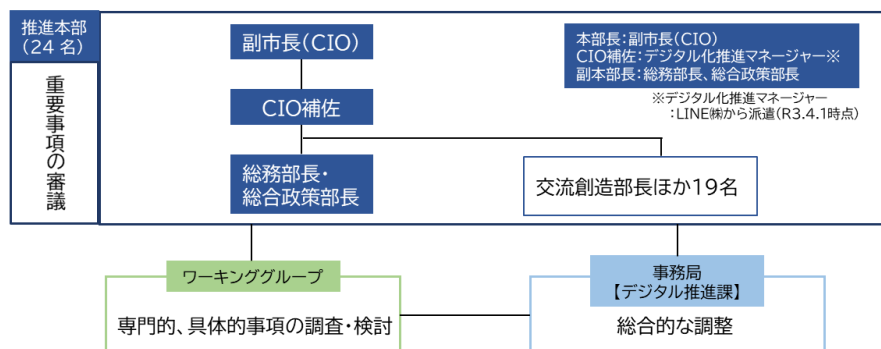 推進本部
（24名）
重要事項の審議
副市長（CIO）
CIO補佐
総務部長・
総合政策部長
本部長：副市長（CIO）
CIO補佐：デジタル化推進マネージャー※
副本部長：総務部長、総合政策部長
※デジタル化推進マネージャー
：LINE㈱から派遣（R3.4.1時点）
交流創造部長ほか19名
ワーキンググループ
専門的、具体的事項の調査・検討
事務局
【デジタル推進課】
総合的な調整